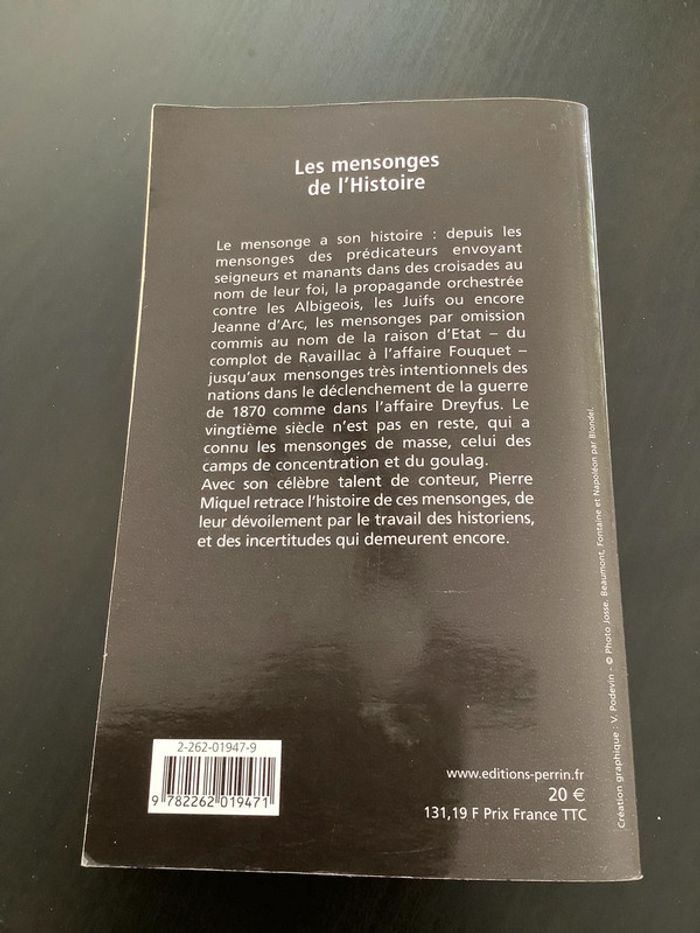 Les mensonges
de l'Histoire
Le mensonge a son histoire : depuis les
mensonges des prédicateurs envoyant
seigneurs et manants dans des croisades au
nom de leur foi, la propagande orchestrée
contre les Albigeois, les Juifs ou encore
Jeanne d'Arc, les mensonges par omission
commis au nom de la raison d'Etat – du
complot de Ravaillac à l'affaire Fouquet –
jusqu'aux mensonges très intentionnels des
nations dans le déclenchement de la guerre
de 1870 comme dans l'affaire Dreyfus. Le
vingtième siècle n'est pas en reste, qui a
connu les mensonges de masse, celui des
camps de concentration et du goulag.
Avec son célèbre talent de conteur, Pierre
Miquel retrace l'histoire de ces mensonges, de
leur dévoilement par le travail des historiens,
et des incertitudes qui demeurent encore.
2-262-01947-9
9 782262 019471
www.editions-perrin.fr
20 €
131,19 F Prix France TTC
Création graphique : V. Podevin - © Photo Josse. Beaumont, Fontaine et Napoléon par Blondel.